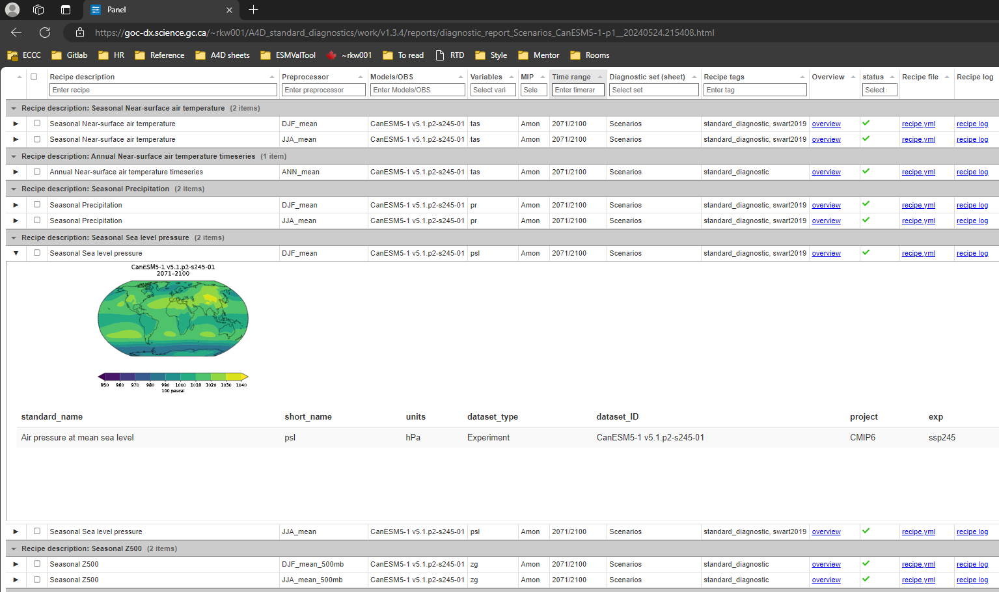 Panel
https://goc-dx.science.gc.ca/~rkw001/A4D_standard_diagnostics/work/v1.3.4/reports/diagnostic_report_Scenarios_CanESM5-1-p1__20240524.215408.html
ECCC Gitlab HR Reference A4D sheets ESMValTool ~rkw001 To read RTD Style Mentor Rooms
Recipe description Preprocessor Models/OBS Variables MIP Time range Diagnostic set (sheet) Recipe tags Overview status Recipe file Recipe log
Enter recipe Enter preprocessor Enter Models/OBS Select vari Sele Enter timerar Select set Enter tag Select
Recipe description: Seasonal Near-surface air temperature (2 items)
Seasonal Near-surface air temperature DJF_mean CanESM5-1 v5.1.p2-s245-01 tas Amon 2071/2100 Scenarios standard_diagnostic, swart2019 overview recipe.yml recipe log
Seasonal Near-surface air temperature JJA_mean CanESM5-1 v5.1.p2-s245-01 tas Amon 2071/2100 Scenarios standard_diagnostic, swart2019 overview recipe.yml recipe log
Recipe description: Annual Near-surface air temperature timeseries (1 item)
Annual Near-surface air temperature timeseries ANN_mean CanESM5-1 v5.1.p2-s245-01 tas Amon 2071/2100 Scenarios standard_diagnostic overview recipe.yml recipe log
Recipe description: Seasonal Precipitation (2 items)
Seasonal Precipitation DJF_mean CanESM5-1 v5.1.p2-s245-01 pr Amon 2071/2100 Scenarios standard_diagnostic, swart2019 overview recipe.yml recipe log
Seasonal Precipitation JJA_mean CanESM5-1 v5.1.p2-s245-01 pr Amon 2071/2100 Scenarios standard_diagnostic, swart2019 overview recipe.yml recipe log
Recipe description: Seasonal Sea level pressure (2 items)
Seasonal Sea level pressure DJF_mean CanESM5-1 v5.1.p2-s245-01 psl Amon 2071/2100 Scenarios standard_diagnostic, swart2019 overview recipe.yml recipe log
CanESM5-1 v5.1.p2-s245-01
2071-2100
950 960 970 980 990 1000 1010 1020 1030 1040
100 pascal
standard_name short_name units dataset_type dataset_ID project exp
Air pressure at mean sea level psl hPa Experiment CanESM5-1 v5.1.p2-s245-01 CMIP6 ssp245
Seasonal Sea level pressure JJA_mean CanESM5-1 v5.1.p2-s245-01 psl Amon 2071/2100 Scenarios standard_diagnostic, swart2019 overview recipe.yml recipe log
Recipe description: Seasonal Z500 (2 items)
Seasonal Z500 DJF_mean_500mb CanESM5-1 v5.1.p2-s245-01 zg Amon 2071/2100 Scenarios standard_diagnostic overview recipe.yml recipe log
Seasonal Z500 JJA_mean_500mb CanESM5-1 v5.1.p2-s245-01 zg Amon 2071/2100 Scenarios standard_diagnostic overview recipe.yml recipe log